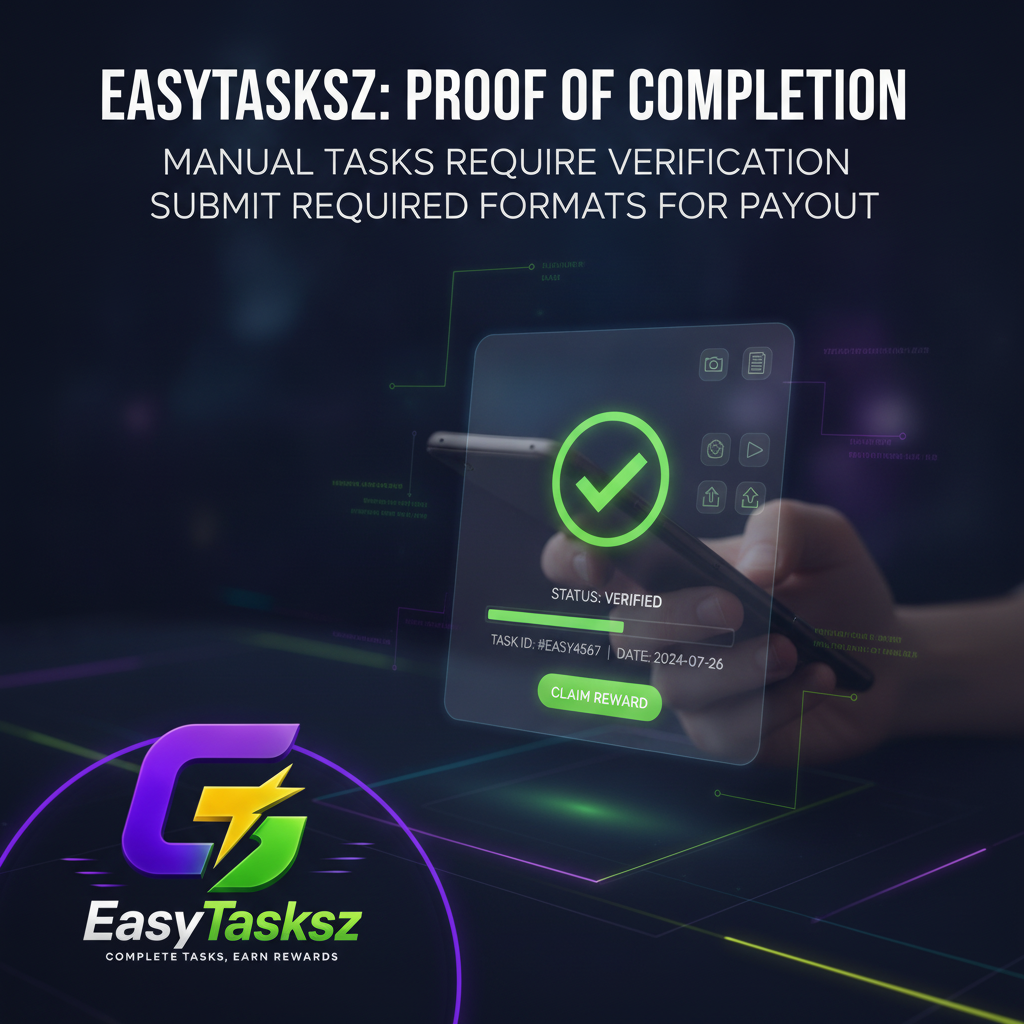 EASYTASKSZ: PROOF OF COMPLETION
MANUAL TASKS REQUIRE VERIFICATION
SUBMIT REQUIRED FORMATS FOR PAYOUT
STATUS: VERIFIED
TASK ID: #EASY4567 | DATE: 2024-07-26
CLAIM REWARD
EasyTasksz
COMPLETE TASKS, EARN REWARDS